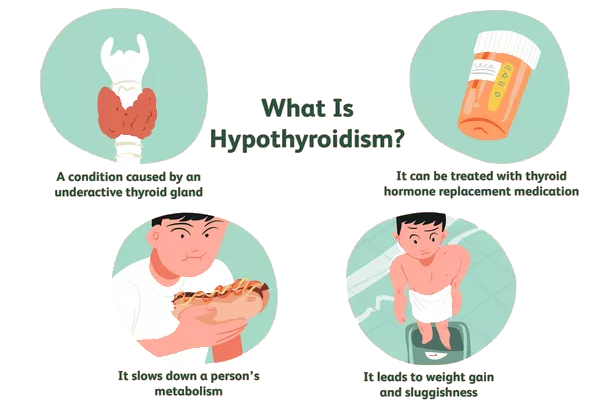 What Is
Hypothyroidism?
A condition caused by an
underactive thyroid gland
It can be treated with thyroid
hormone replacement medication
It slows down a person's
metabolism
It leads to weight gain
and sluggishness